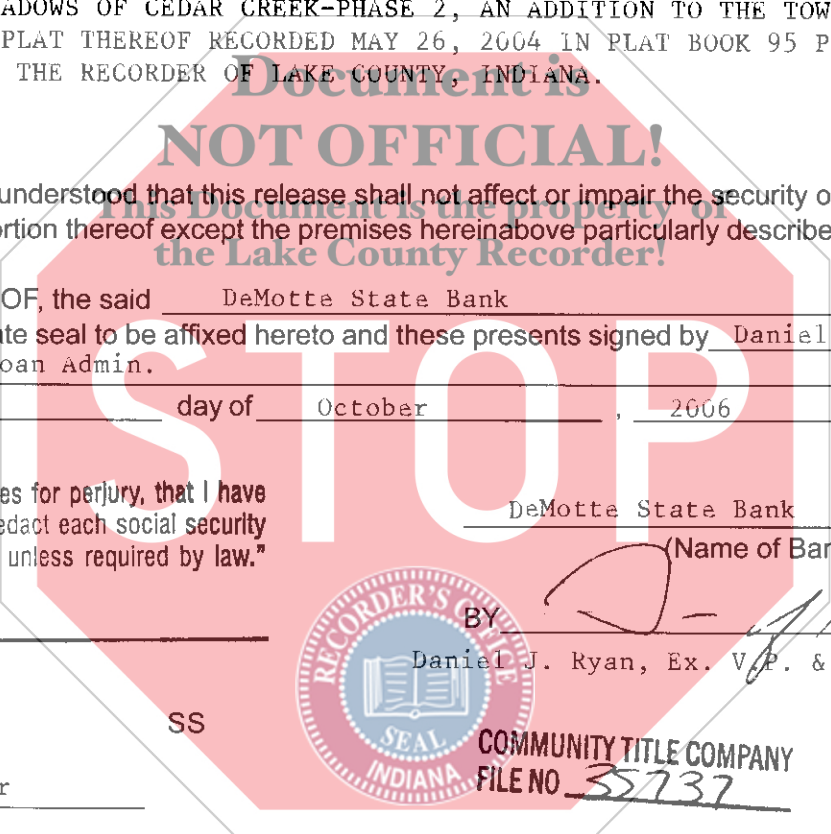 ADOWS OF CEDAR CREEK-PHASE 2, AN ADDITION TO THE TOW
PLAT THEREOF RECORDED MAY 26, 2004 IN PLAT BOOK 95 P
THE RECORDER OF LAKE COUNTY, INDIANA.
Document is
NOT OFFICIAL!
understood that this release shall not affect or impair the security o
This Document is the property of
ortion thereof except the premises hereinabove particularly describe
the Lake County Recorder!
OF, the said DeMotte State Bank
ate seal to be affixed hereto and these presents signed by Daniel
oan Admin.
STOP
day of October , 2006
es for perjury, that I have
edact each social security
unless required by law."
DeMotte State Bank
(Name of Ban
RECORDER'S OFFICE
BY
Daniel J. Ryan, Ex. V.P. &
SS
SEAL
INDIANA
COMMUNITY TITLE COMPANY
FILE NO 35737
r